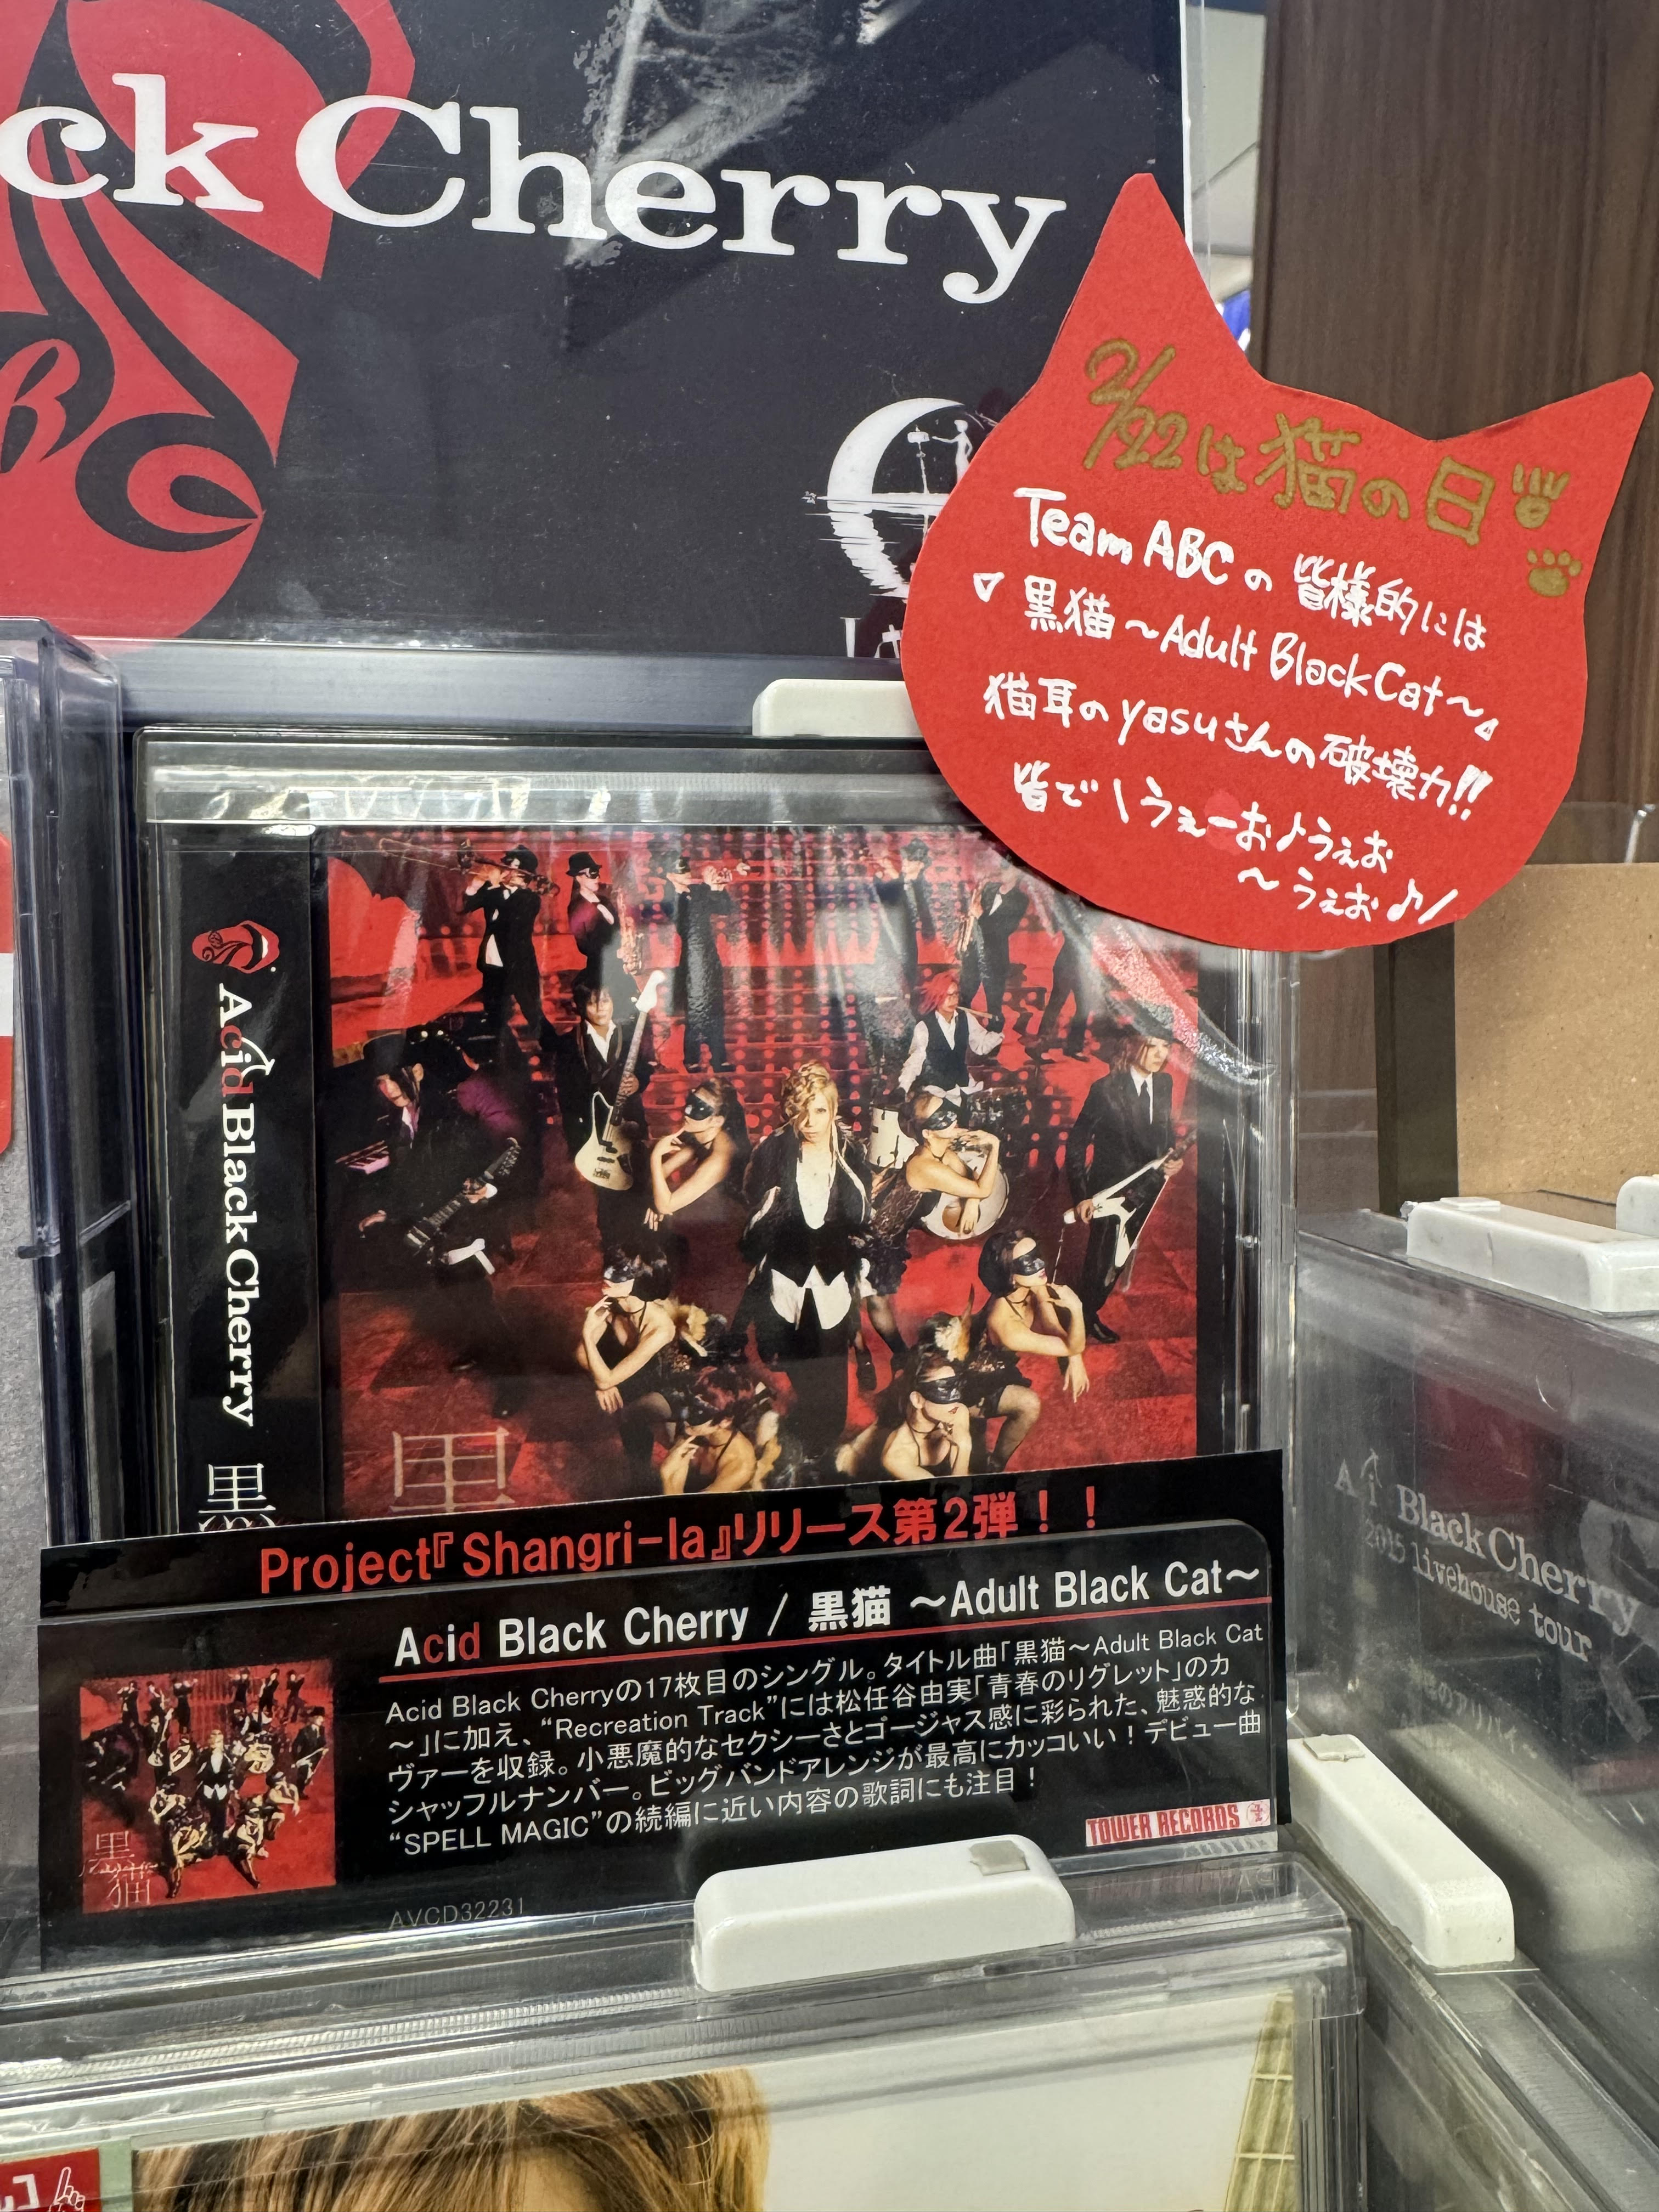 ck Cherry
2/22は猫の日
Team ABCの皆様的には
黒猫～Adult Black Cat～
猫耳のyasuさんの破壊力!!
皆で\うぇーお♪うぇお
～うぇお♪/
Acid Black Cherry 黒
黒
Project『Shangri-la』リリース第2弾！！
Acid Black Cherry / 黒猫 ～Adult Black Cat～
Acid Black Cherryの17枚目のシングル。タイトル曲「黒猫～Adult Black Cat
～」に加え、“Recreation Track”には松任谷由実「青春のリグレット」のカ
ヴァーを収録。小悪魔的なセクシーさとゴージャス感に彩られた、魅惑的な
シャッフルナンバー。ビッグバンドアレンジが最高にカッコいい！デビュー曲
“SPELL MAGIC”の続編に近い内容の歌詞にも注目！
黒猫
TOWER RECORDS
AVCD32231
Black Cherry
2015 livehouse tour